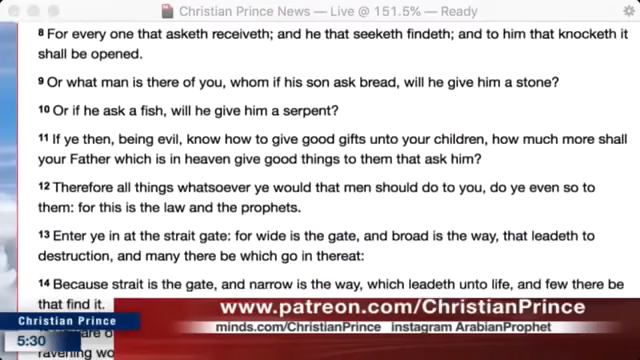 Christian Prince News — Live @ 151.5% — Ready
8 For every one that asketh receiveth; and he that seeketh findeth; and to him that knocketh it
shall be opened.
9 Or what man is there of you, whom if his son ask bread, will he give him a stone?
10 Or if he ask a fish, will he give him a serpent?
11 If ye then, being evil, know how to give good gifts unto your children, how much more shall
your Father which is in heaven give good things to them that ask him?
12 Therefore all things whatsoever ye would that men should do to you, do ye even so to
them: for this is the law and the prophets.
13 Enter ye in at the strait gate: for wide is the gate, and broad is the way, that leadeth to
destruction, and many there be which go in thereat:
14 Because strait is the gate, and narrow is the way, which leadeth unto life, and few there be
that find it.
www.patreon.com/ChristianPrince
Christian Prince
minds.com/ChristianPrince instagram ArabianProphet
5:30
ravening wo